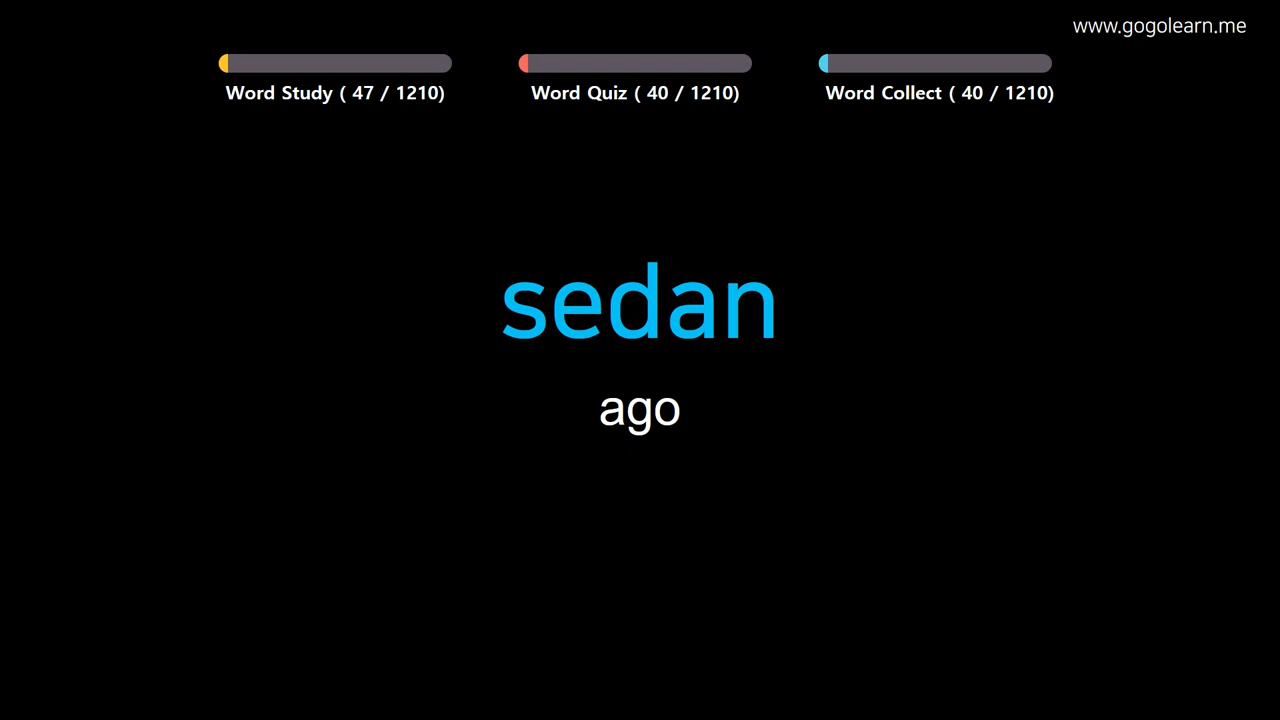 www.gogolearn.me
Word Study ( 47 / 1210)
Word Quiz ( 40 / 1210)
Word Collect ( 40 / 1210)
sedan
ago